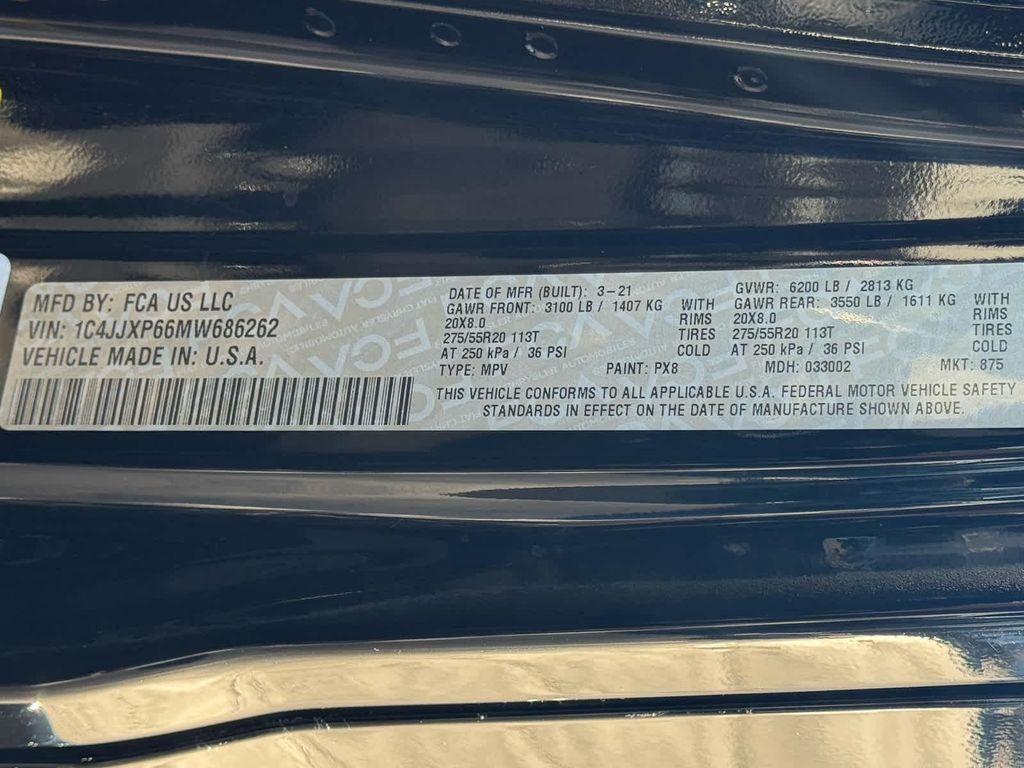 MFD BY: FCA US LLC
VIN: 1C4JJXP66MW686262
VEHICLE MADE IN: U.S.A.
DATE OF MFR (BUILT): 3-21
GAWR FRONT: 3100 LB / 1407 KG WITH
20X8.0 RIMS
275/55R20 113T TIRES
AT 250 kPa / 36 PSI COLD
GVWR: 6200 LB / 2813 KG
GAWR REAR: 3550 LB / 1611 KG WITH
20X8.0 RIMS
275/55R20 113T TIRES
AT 250 kPa / 36 PSI COLD
TYPE: MPV PAINT: PX8 MDH: 033002 MKT: 875
THIS VEHICLE CONFORMS TO ALL APPLICABLE U.S.A. FEDERAL MOTOR VEHICLE SAFETY
STANDARDS IN EFFECT ON THE DATE OF MANUFACTURE SHOWN ABOVE.